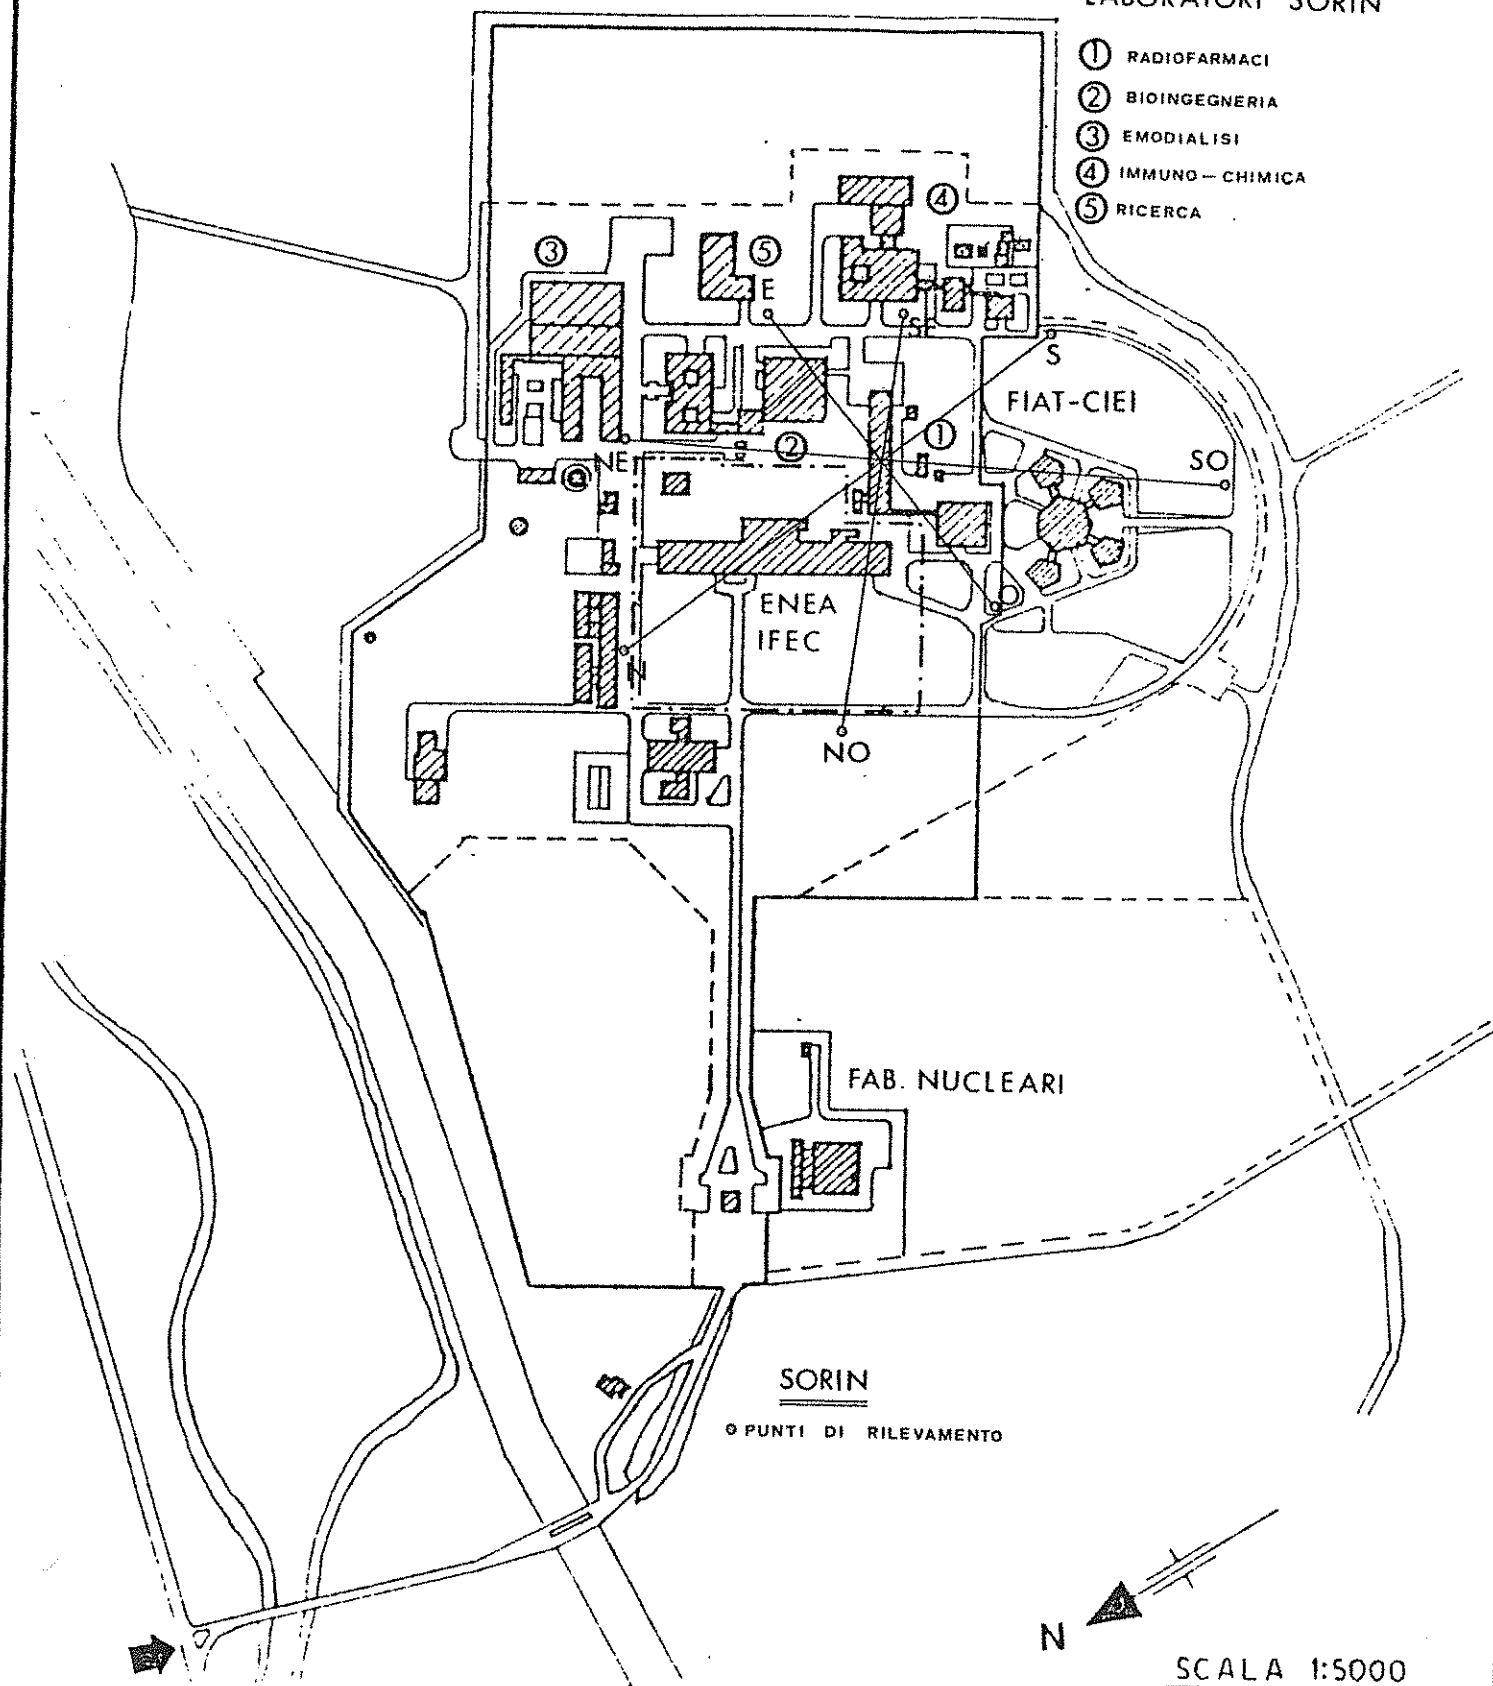 LABORATORI SORIN
① RADIOFARMACI
② BIOINGEGNERIA
③ EMODIALISI
④ IMMUNO-CHIMICA
⑤ RICERCA
④
③
⑤
E
SE
S
FIAT-CIEI
①
②
NE
SO
ENEA
IFEC
O
N
NO
FAB. NUCLEARI
SORIN
PUNTI DI RILEVAMENTO
N
SCALA 1:5000